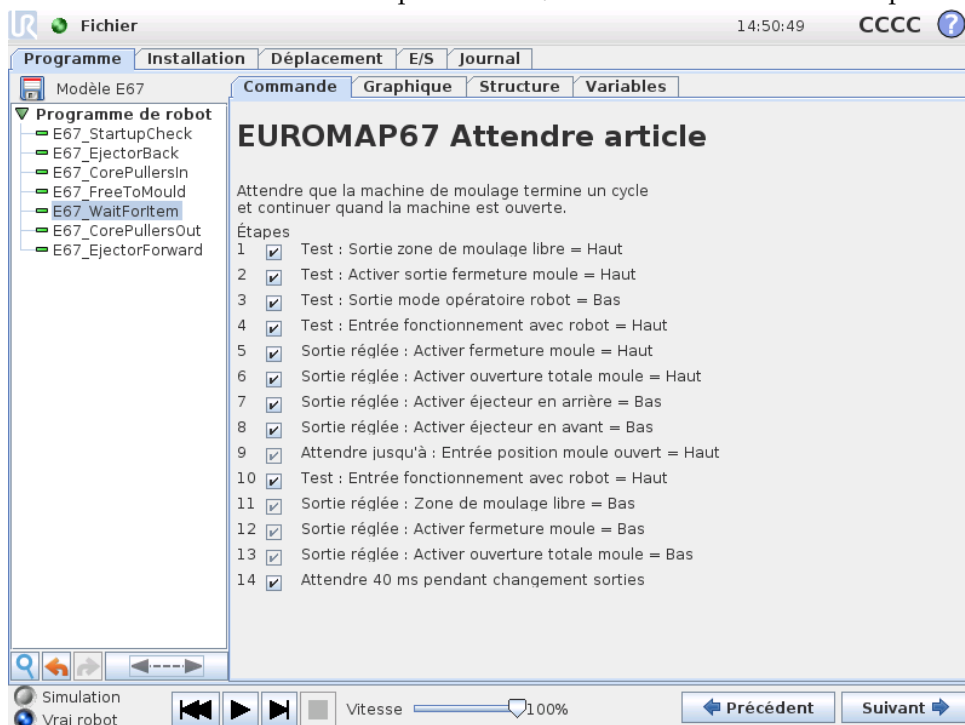 UR Fichier 14:50:49 CCCC ?
Programme Installation Déplacement E/S Journal
Modèle E67
Commande Graphique Structure Variables
Programme de robot
E67_StartupCheck
E67_EjectorBack
E67_CorePullersIn
E67_FreeToMould
E67_WaitForItem
E67_CorePullersOut
E67_EjectorForward
EUROMAP67 Attendre article
Attendre que la machine de moulage termine un cycle
et continuer quand la machine est ouverte.
Étapes
1 Test : Sortie zone de moulage libre = Haut
2 Test : Activer sortie fermeture moule = Haut
3 Test : Sortie mode opératoire robot = Bas
4 Test : Entrée fonctionnement avec robot = Haut
5 Sortie réglée : Activer fermeture moule = Haut
6 Sortie réglée : Activer ouverture totale moule = Haut
7 Sortie réglée : Activer éjecteur en arrière = Bas
8 Sortie réglée : Activer éjecteur en avant = Bas
9 Attendre jusqu'à : Entrée position moule ouvert = Haut
10 Test : Entrée fonctionnement avec robot = Haut
11 Sortie réglée : Zone de moulage libre = Bas
12 Sortie réglée : Activer fermeture moule = Bas
13 Sortie réglée : Activer ouverture totale moule = Bas
14 Attendre 40 ms pendant changement sorties
Simulation
Vrai robot
Vitesse 100%
Précédent Suivant